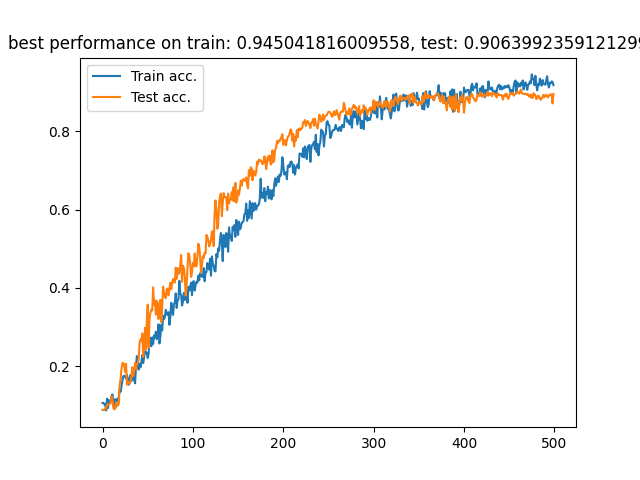 best performance on train: 0.945041816009558, test: 0.9063992359121299
Train acc.
Test acc.
0.8
0.6
0.4
0.2
0 100 200 300 400 500